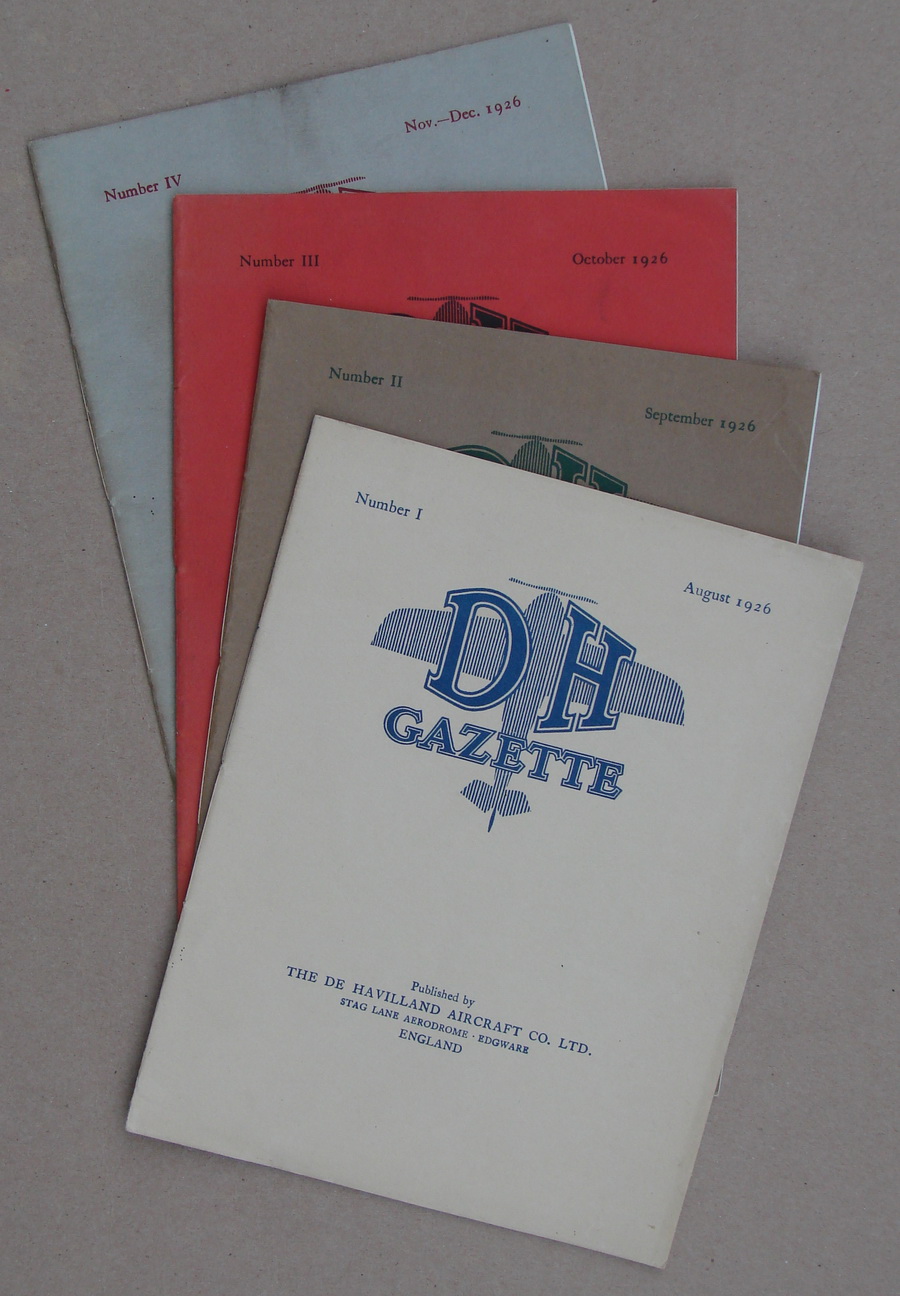 Nov.—Dec. 1926
Number IV
Number III
October 1926
Number II
September 1926
DH
Number I
August 1926
DH
GAZETTE
Published by
THE DE HAVILLAND AIRCRAFT CO. LTD.
STAG LANE AERODROME · EDGWARE
ENGLAND